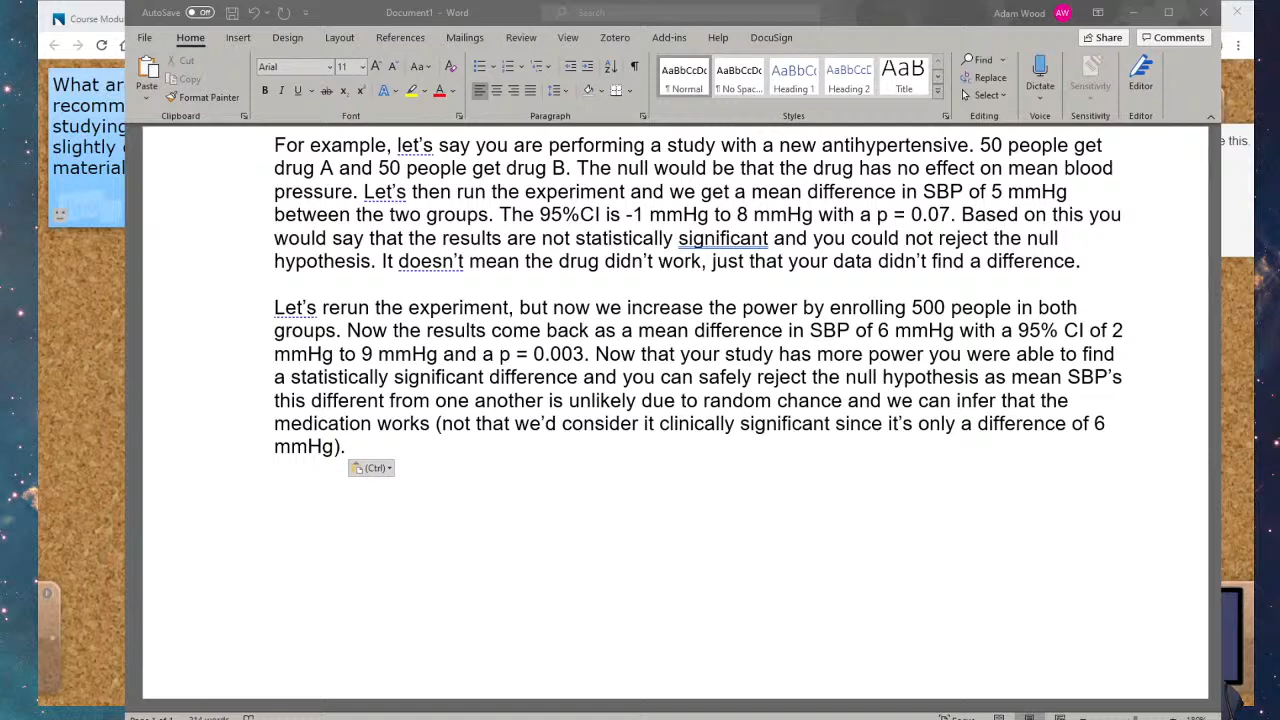 Course Modu
AutoSave Off Document1 - Word Search Adam Wood AW
File Home Insert Design Layout References Mailings Review View Zotero Add-ins Help DocuSign Share Comments
Paste
Cut
Copy
Format Painter
Clipboard
Arial 11
Font
Paragraph
AaBbCcDc AaBbCcDc AaBbCc AaBbCcDc AaB
¶ Normal ¶ No Spac... Heading 1 Heading 2 Title
Styles
Find
Replace
Select
Editing
Dictate
Voice
Sensitivity
Sensitivity
Editor
Editor
What ar
recomm
studying
slightly
material
e this.
For example, let's say you are performing a study with a new antihypertensive. 50 people get
drug A and 50 people get drug B. The null would be that the drug has no effect on mean blood
pressure. Let's then run the experiment and we get a mean difference in SBP of 5 mmHg
between the two groups. The 95%CI is -1 mmHg to 8 mmHg with a p = 0.07. Based on this you
would say that the results are not statistically significant and you could not reject the null
hypothesis. It doesn't mean the drug didn't work, just that your data didn't find a difference.
Let's rerun the experiment, but now we increase the power by enrolling 500 people in both
groups. Now the results come back as a mean difference in SBP of 6 mmHg with a 95% CI of 2
mmHg to 9 mmHg and a p = 0.003. Now that your study has more power you were able to find
a statistically significant difference and you can safely reject the null hypothesis as mean SBP's
this different from one another is unlikely due to random chance and we can infer that the
medication works (not that we'd consider it clinically significant since it's only a difference of 6
mmHg).
(Ctrl)